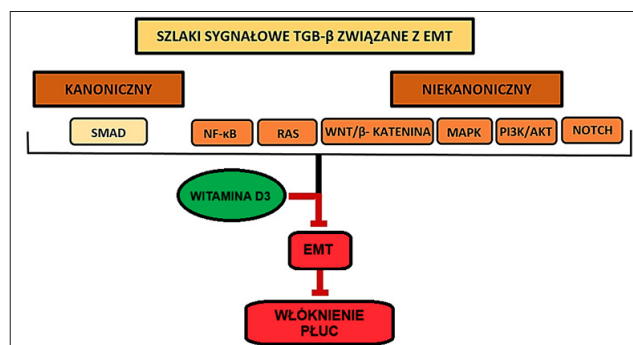 SZLAKI SYGNAŁOWE TGB-β ZWIĄZANE Z EMT
KANONICZNY
NIEKANONICZNY
SMAD
NF-κB
RAS
WNT/β- KATENINA
MAPK
PI3K/AKT
NOTCH
WITAMINA D3
EMT
WŁÓKNIENIE
PŁUC